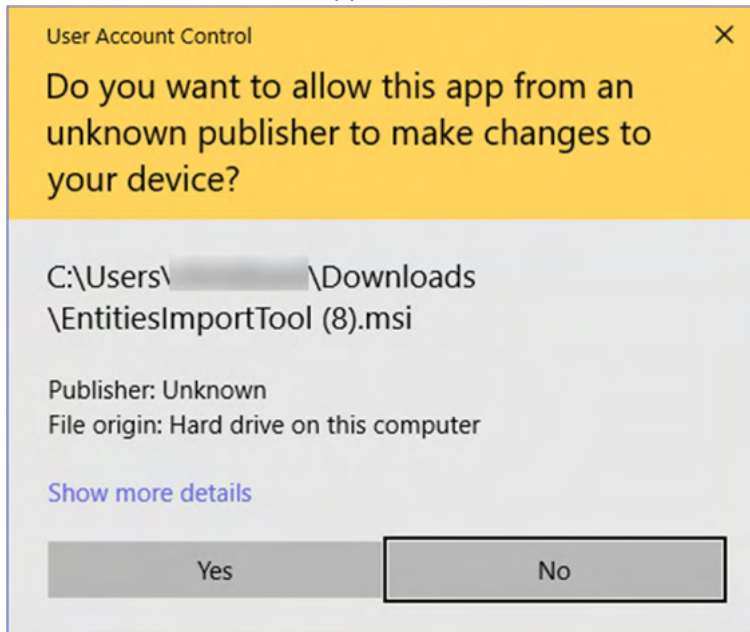 User Account Control
Do you want to allow this app from an
unknown publisher to make changes to
your device?
C:\Users\ \Downloads
\EntitiesImportTool (8).msi
Publisher: Unknown
File origin: Hard drive on this computer
Show more details
Yes
No